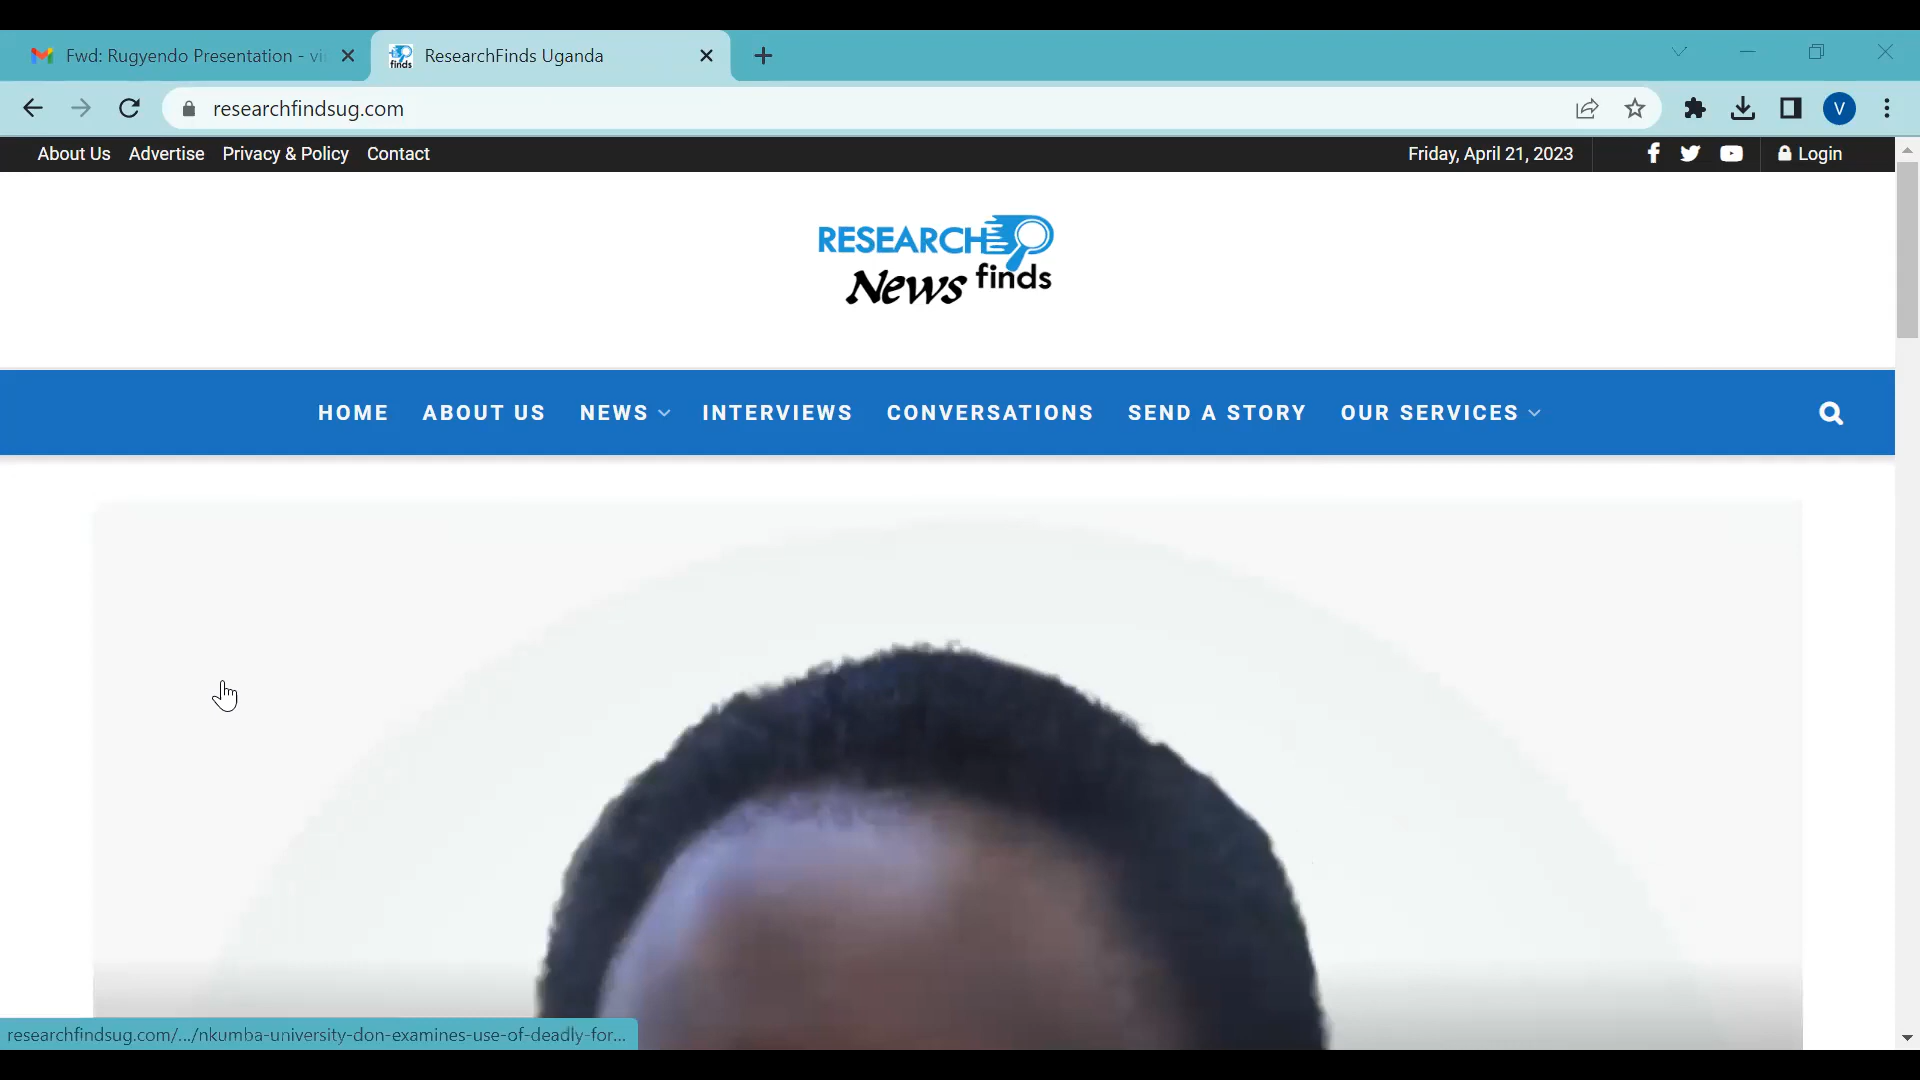 Fwd: Rugyendo Presentation - vi
ResearchFinds Uganda
researchfindsug.com
V
About Us Advertise Privacy & Policy Contact
Friday, April 21, 2023
Login
RESEARCH
News finds
HOME ABOUT US NEWS INTERVIEWS CONVERSATIONS SEND A STORY OUR SERVICES
researchfindsug.com/.../nkumba-university-don-examines-use-of-deadly-for...